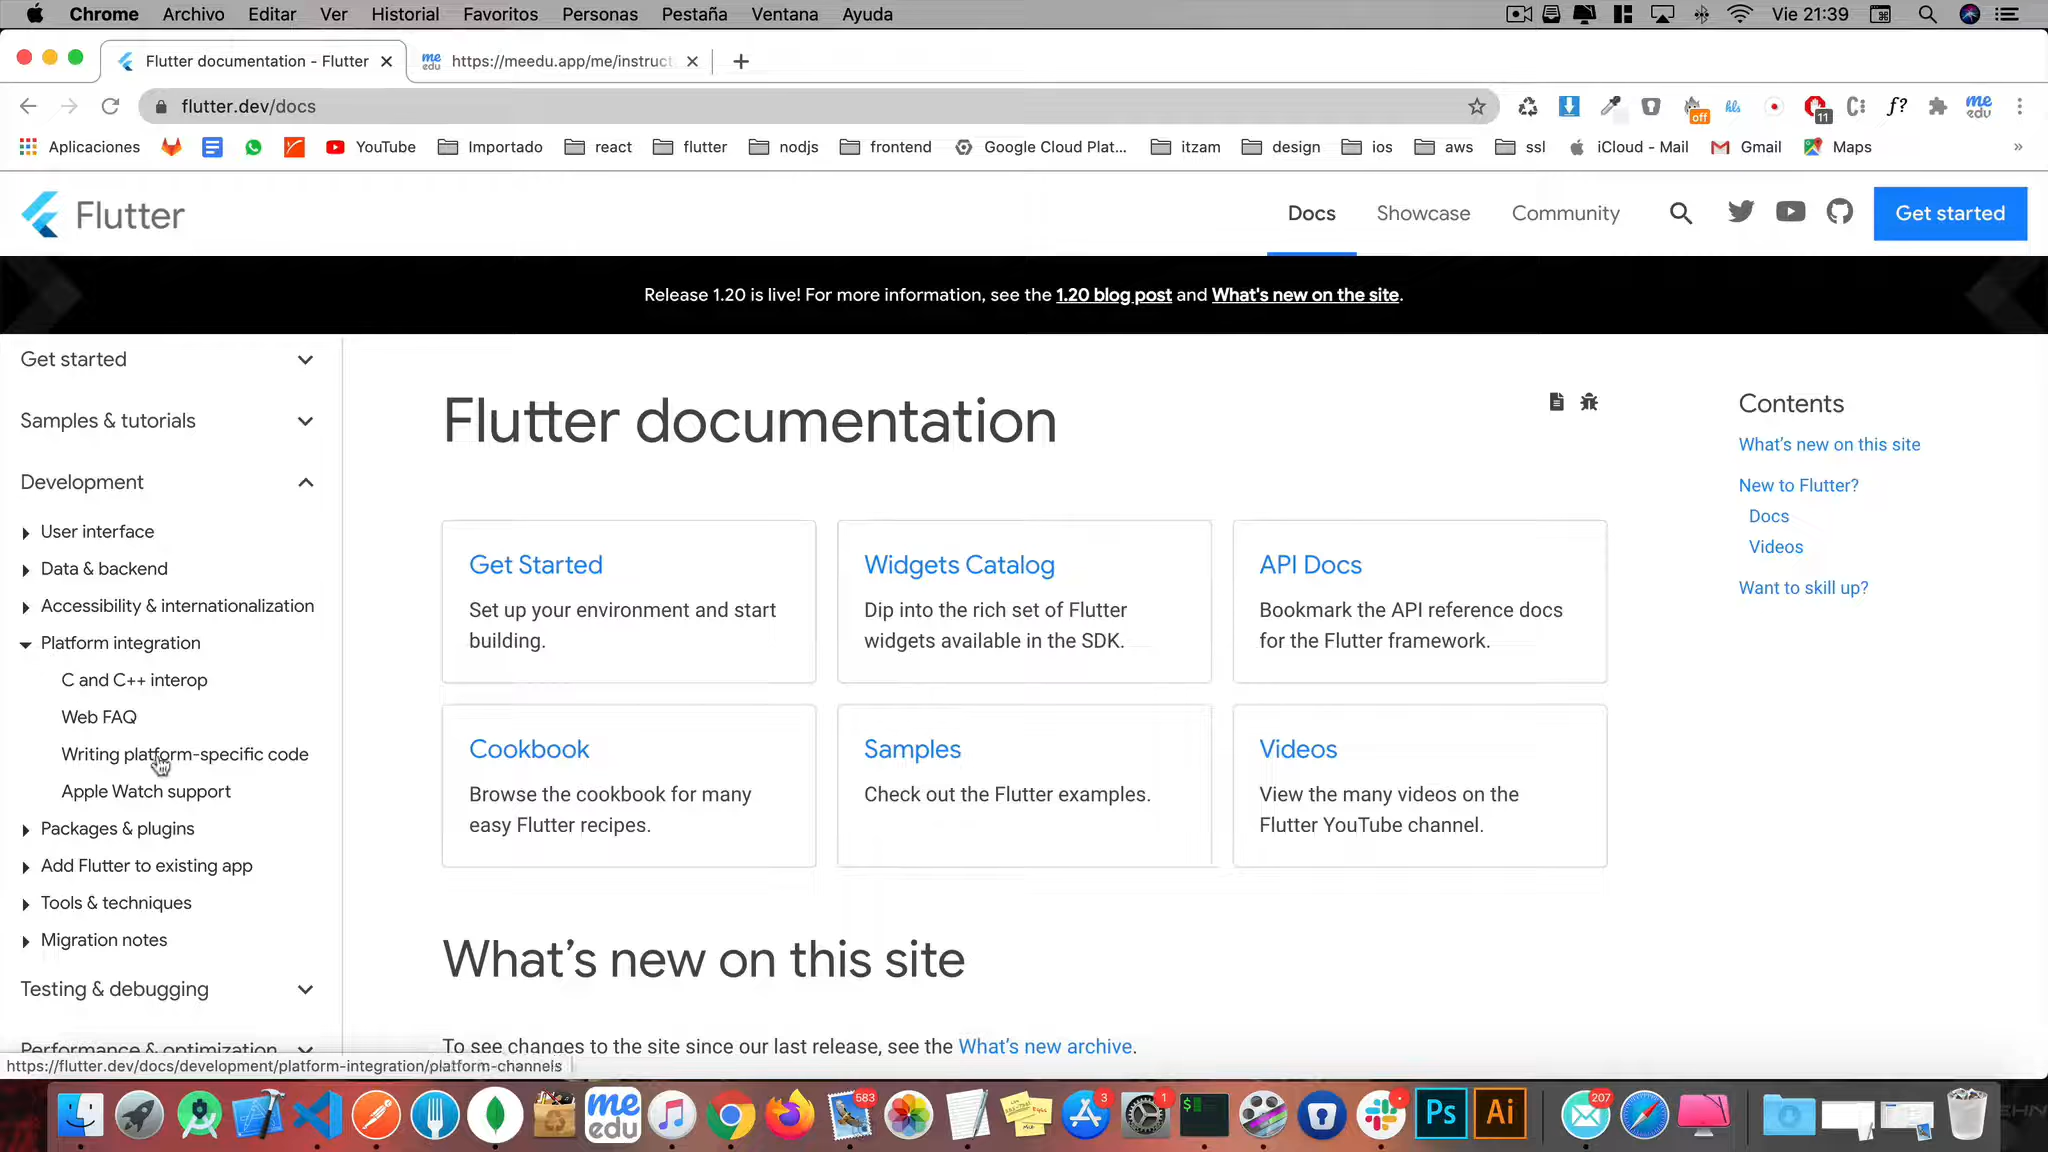 Chrome Archivo Editar Ver Historial Favoritos Personas Pestaña Ventana Ayuda Vie 21:39
Flutter documentation - Flutter
me edu https://meedu.app/me/instruct
flutter.dev/docs
off hls 11 f? me edu
Aplicaciones YouTube Importado react flutter nodjs frontend Google Cloud Plat... itzam design ios aws ssl iCloud - Mail Gmail Maps »
Flutter
Docs Showcase Community Get started
Release 1.20 is live! For more information, see the 1.20 blog post and What's new on the site.
Get started
Samples & tutorials
Development
User interface
Data & backend
Accessibility & internationalization
Platform integration
C and C++ interop
Web FAQ
Writing platform-specific code
Apple Watch support
Packages & plugins
Add Flutter to existing app
Tools & techniques
Migration notes
Testing & debugging
Performance & optimization
Flutter documentation
Get Started
Set up your environment and start
building.
Widgets Catalog
Dip into the rich set of Flutter
widgets available in the SDK.
API Docs
Bookmark the API reference docs
for the Flutter framework.
Cookbook
Browse the cookbook for many
easy Flutter recipes.
Samples
Check out the Flutter examples.
Videos
View the many videos on the
Flutter YouTube channel.
What's new on this site
To see changes to the site since our last release, see the What's new archive.
Contents
What's new on this site
New to Flutter?
Docs
Videos
Want to skill up?
https://flutter.dev/docs/development/platform-integration/platform-channels
me edu
583
3
1
$
Ps
Ai
207